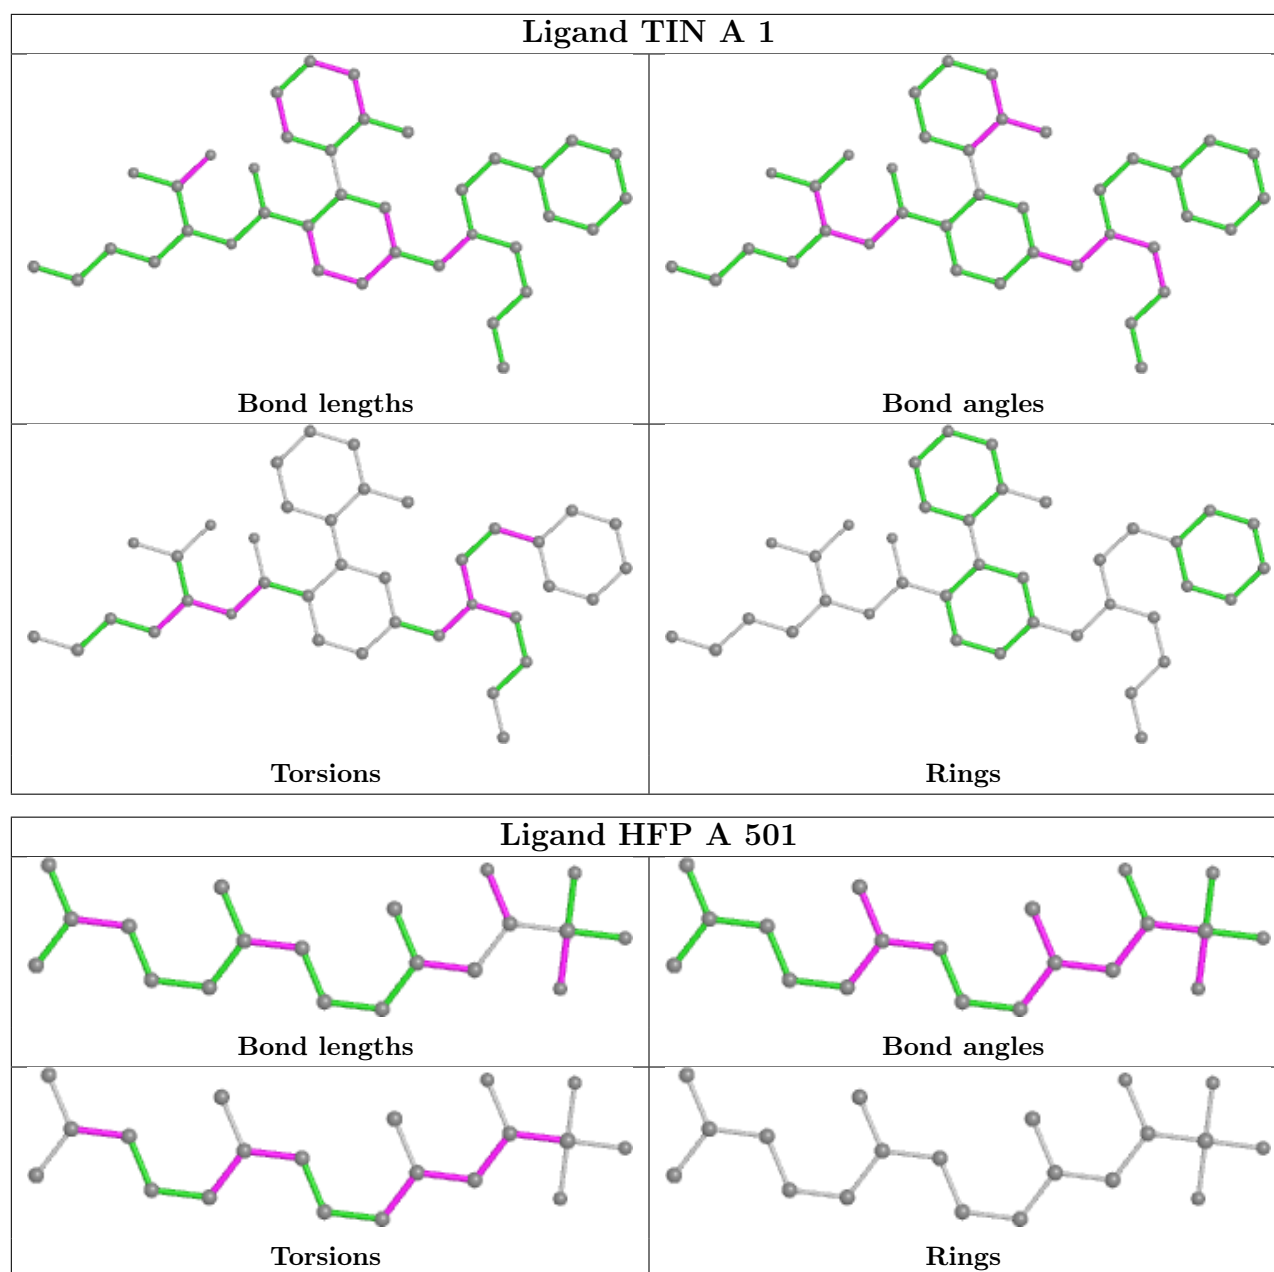 Ligand TIN A 1
Bond lengths
Bond angles
Torsions
Rings
Ligand HFP A 501
Bond lengths
Bond angles
Torsions
Rings